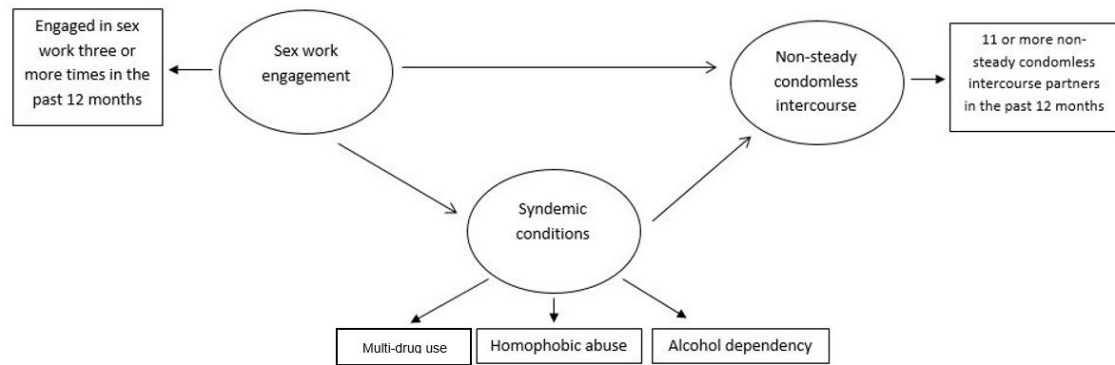 Engaged in sex
work three or
more times in the
past 12 months
Sex work
engagement
Non-steady
condomless
intercourse
11 or more non-
steady condomless
intercourse partners
in the past 12 months
Syndemic
conditions
Multi-drug use
Homophobic abuse
Alcohol dependency